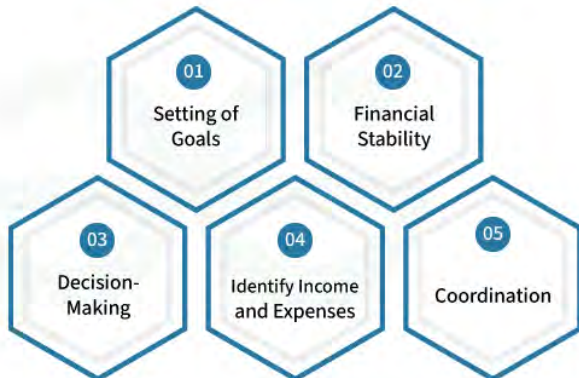 01
Setting of
Goals
02
Financial
Stability
03
Decision-
Making
04
Identify Income
and Expenses
05
Coordination